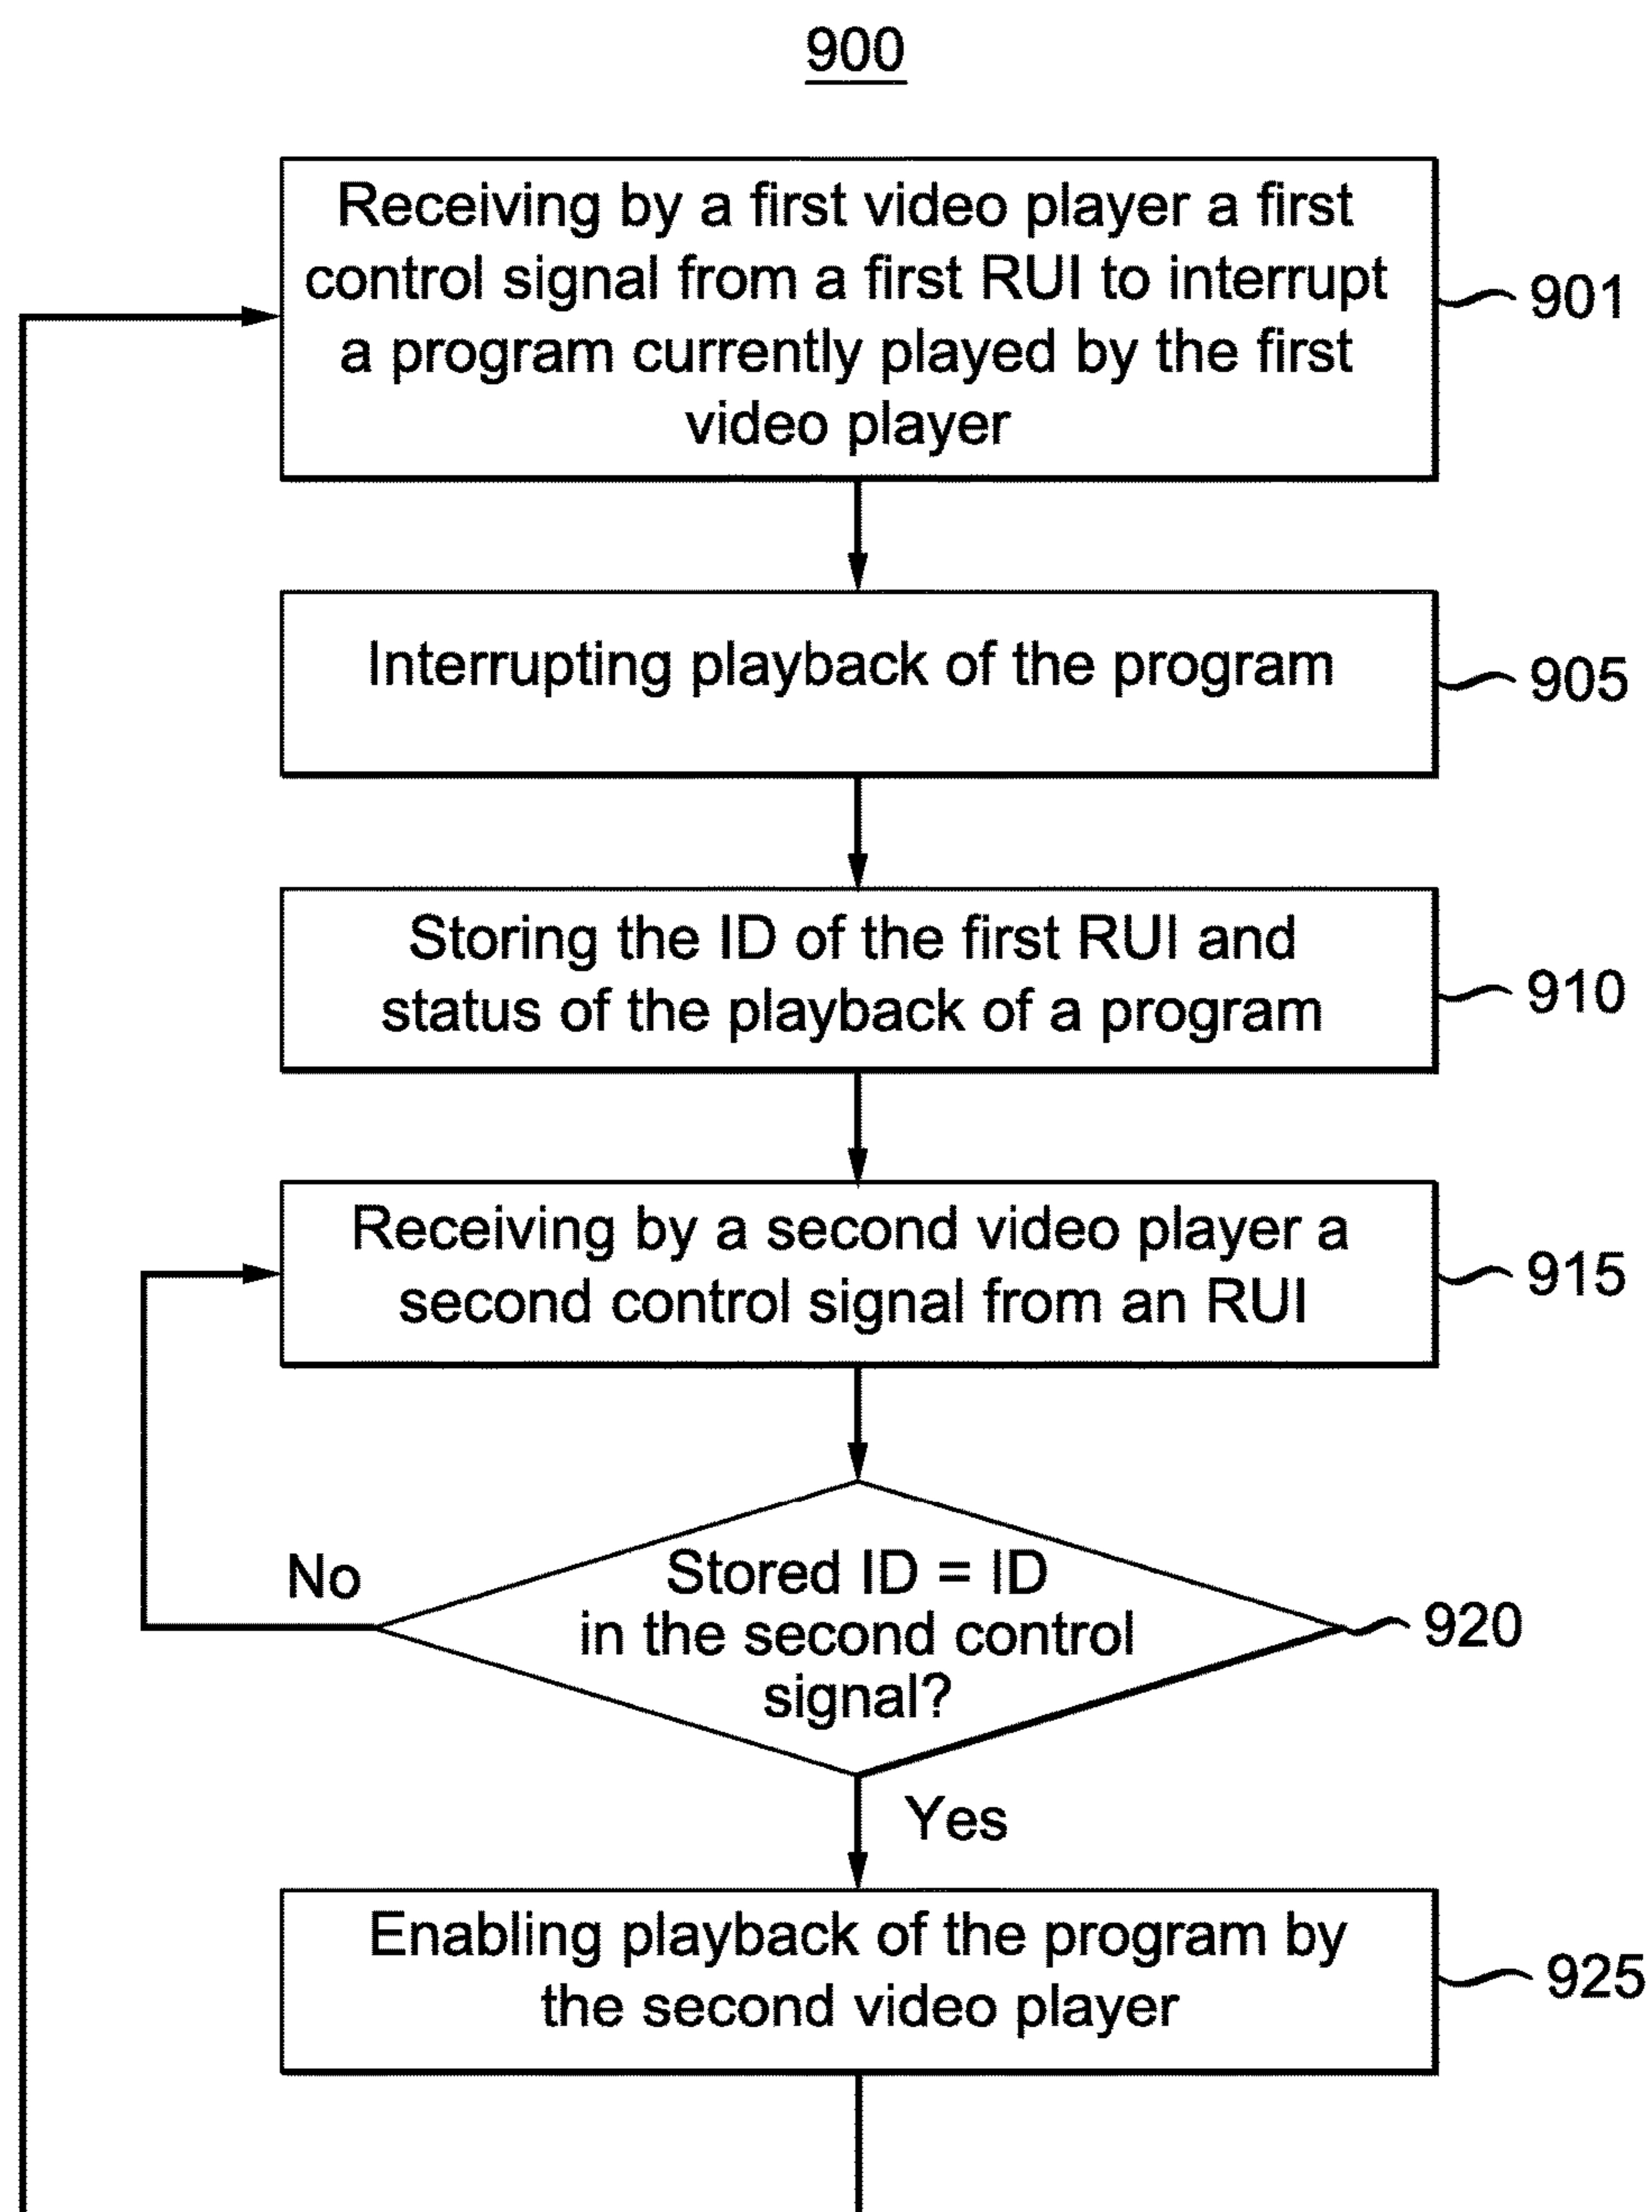 900
Receiving by a first video player a first
control signal from a first RUI to interrupt
a program currently played by the first
video player
901
Interrupting playback of the program
905
Storing the ID of the first RUI and
status of the playback of a program
910
Receiving by a second video player a
second control signal from an RUI
915
No
Stored ID = ID
in the second control
signal?
920
Yes
Enabling playback of the program by
the second video player
925